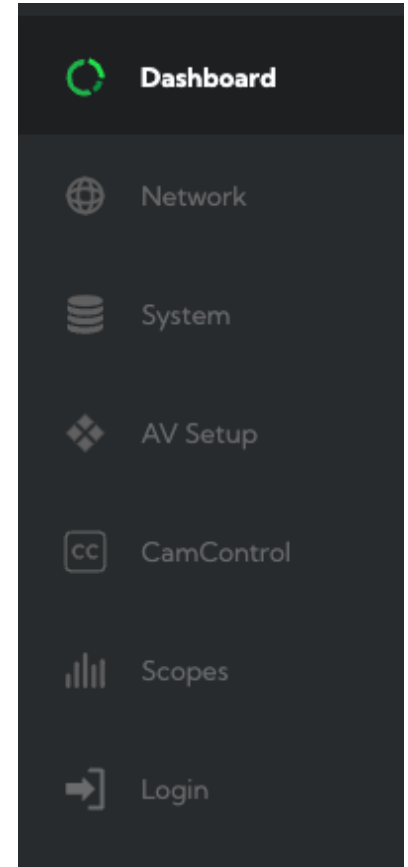 Dashboard
Network
System
AV Setup
CC CamControl
Scopes
Login